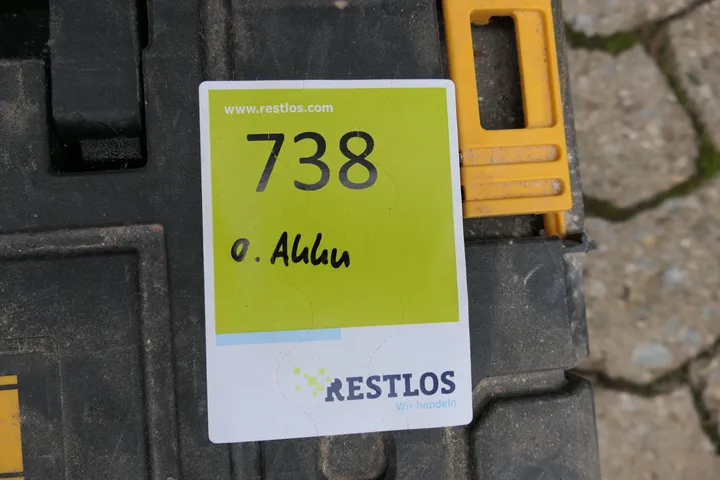 www.restlos.com
738
o. Akku
RESTLOS
Wir handeln.